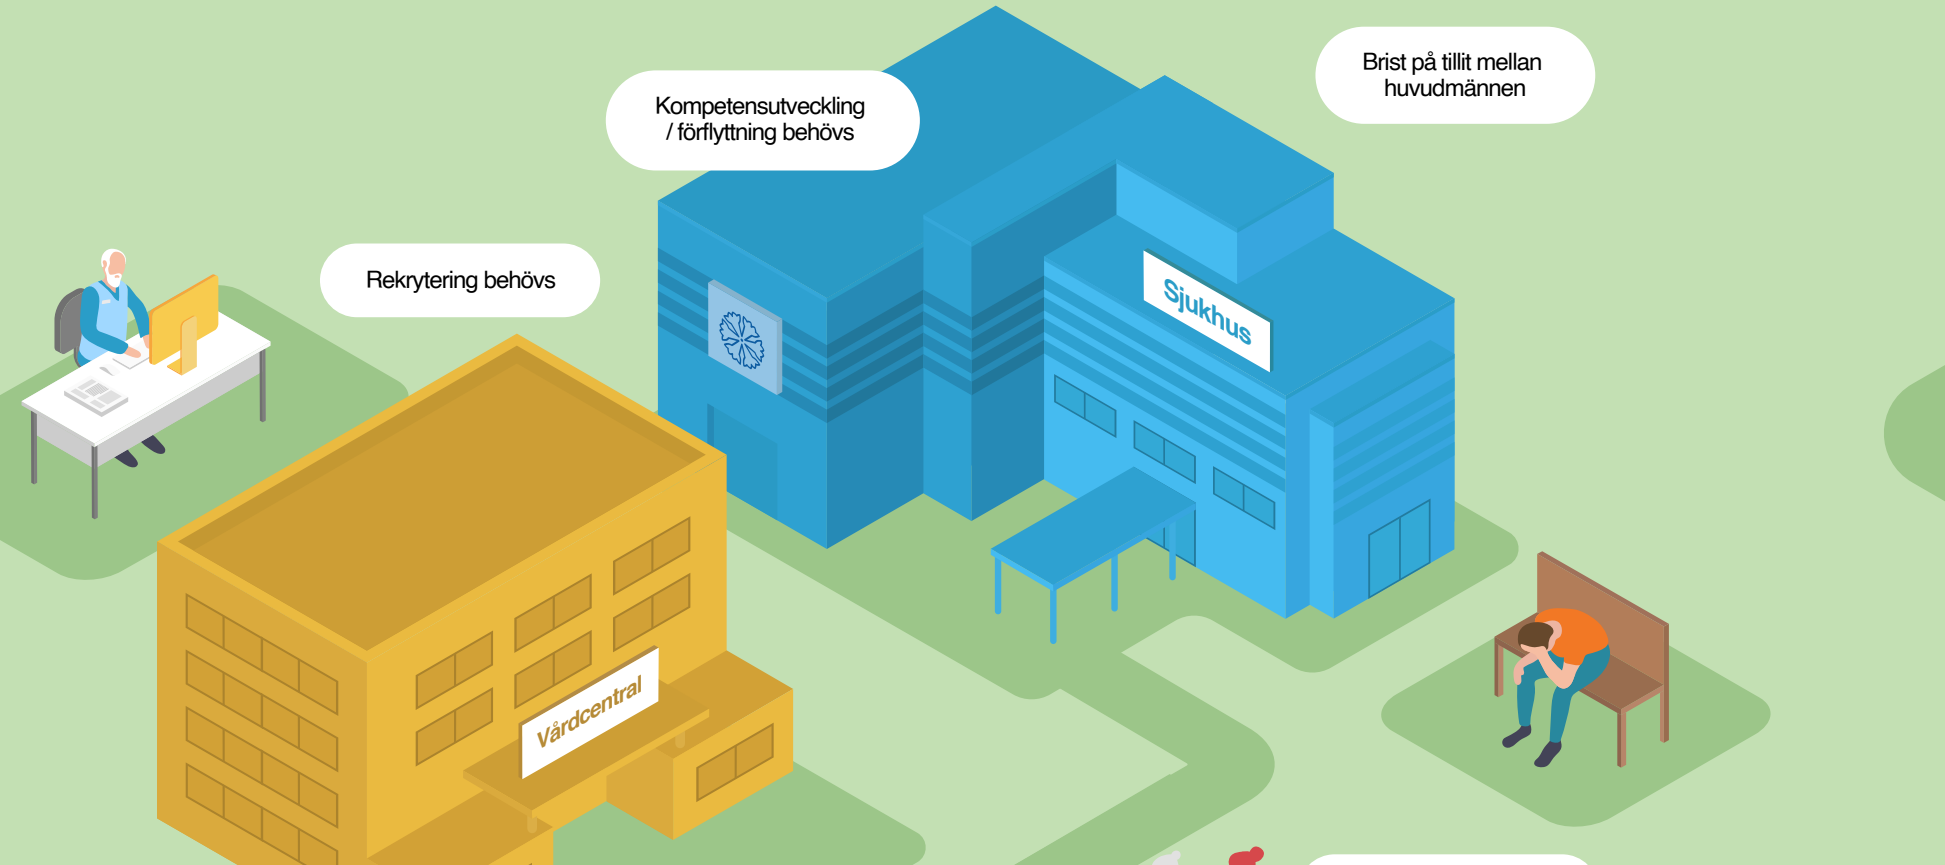 Brist på tillit mellan
huvudmännen
Kompetensutveckling
/ förflyttning behövs
Rekrytering behövs
Sjukhus
Vårdcentral